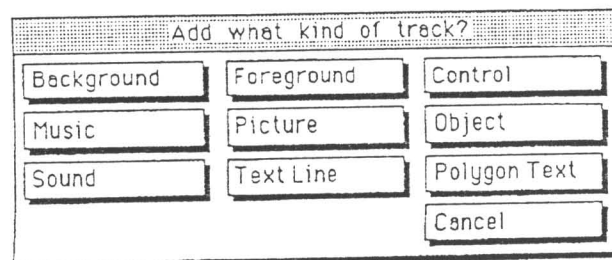 Add what kind of track?
Background Foreground Control
Music Picture Object
Sound Text Line Polygon Text
Cancel